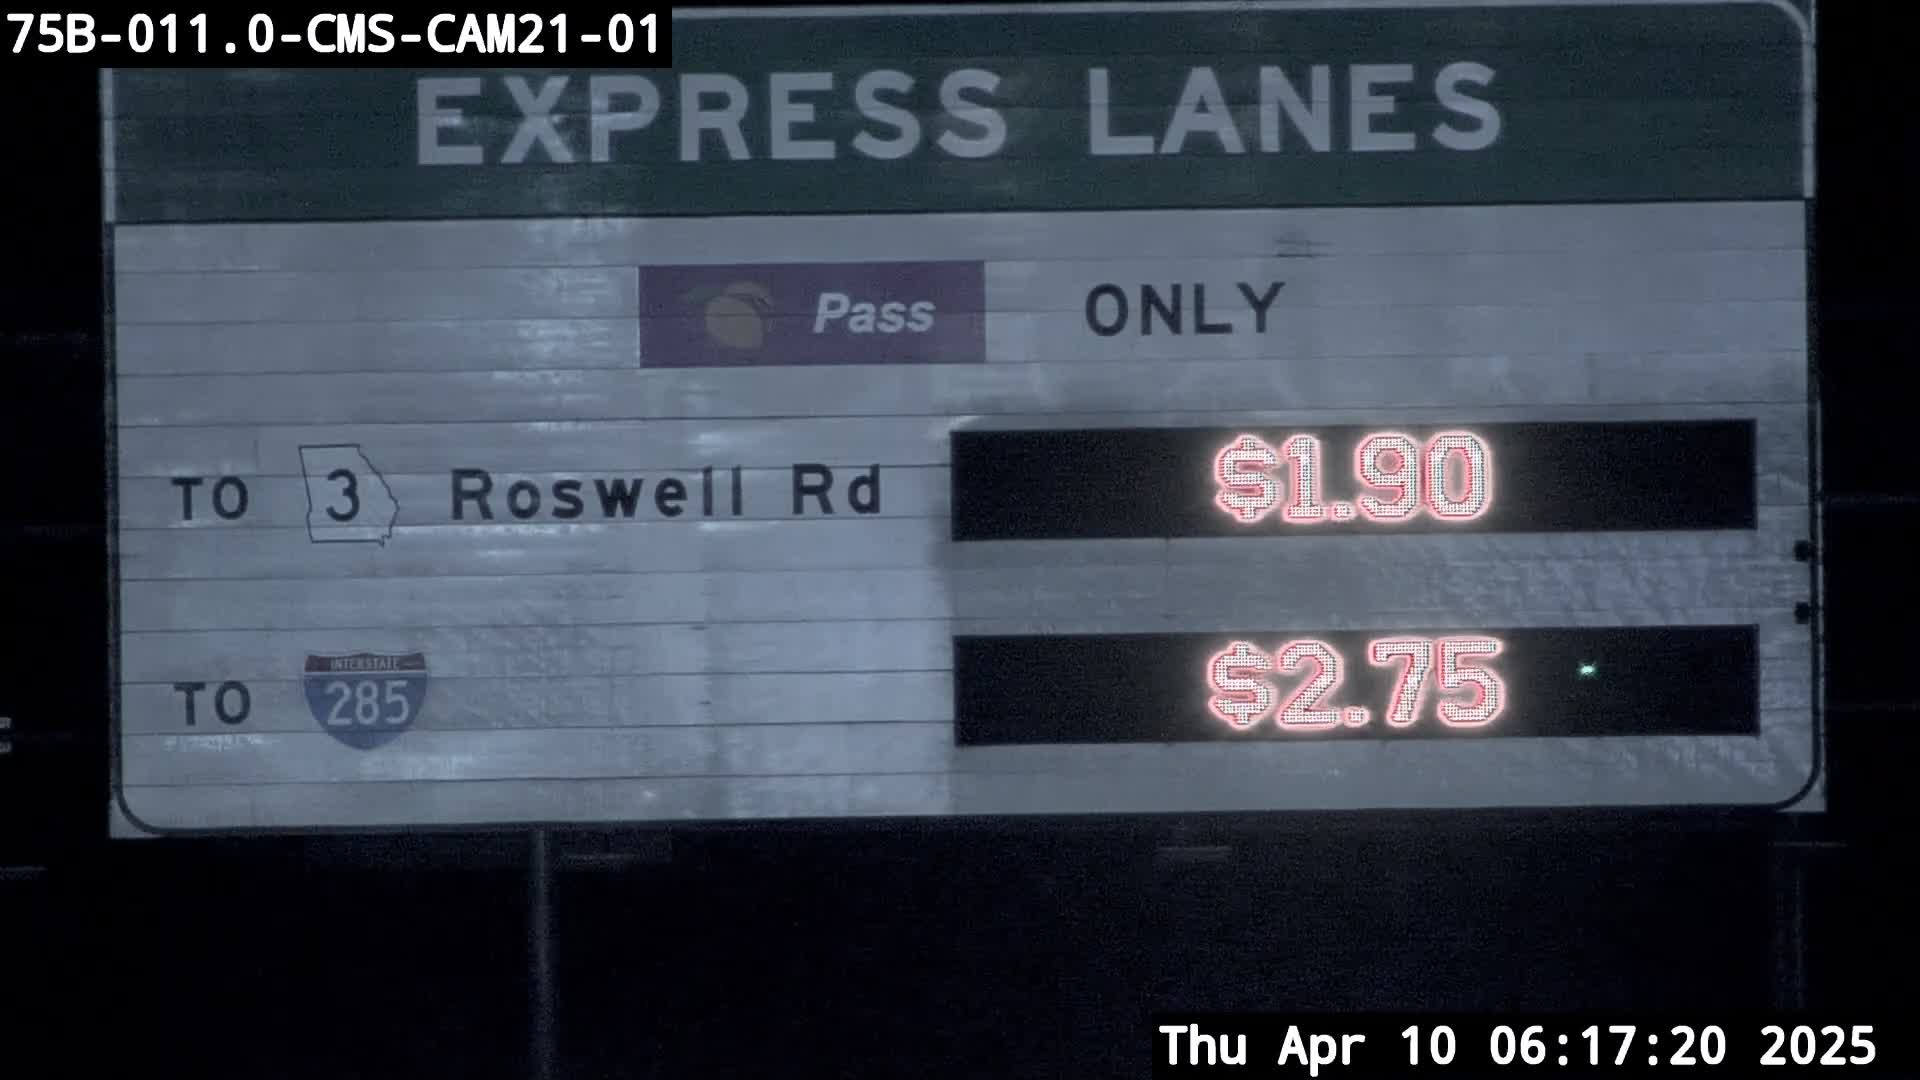 75B-011.0-CMS-CAM21-01
EXPRESS LANES
Pass ONLY
TO 3 Roswell Rd $1.90
INTERSTATE
TO 285 $2.75
Thu Apr 10 06:17:20 2025